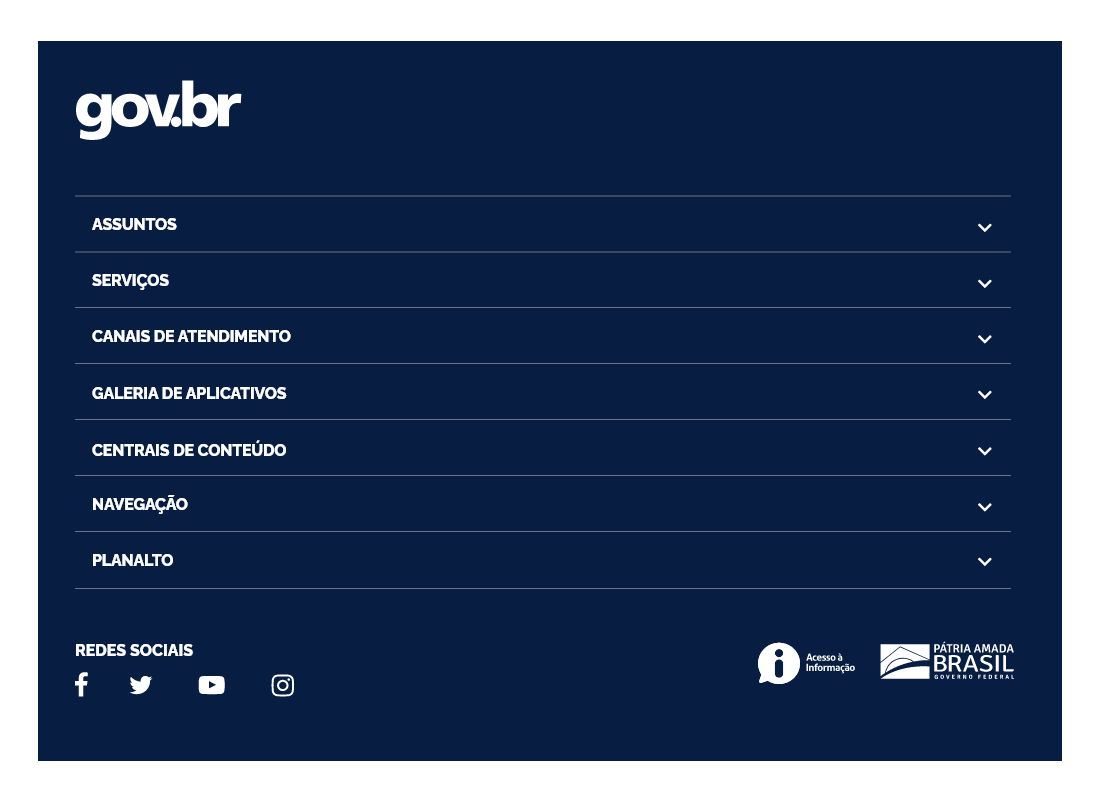 gov.br
ASSUNTOS
SERVIÇOS
CANAIS DE ATENDIMENTO
GALERIA DE APLICATIVOS
CENTRAIS DE CONTEÚDO
NAVEGAÇÃO
PLANALTO
REDES SOCIAIS
Acesso à
Informação
PÁTRIA AMADA
BRASIL
GOVERNO FEDERAL